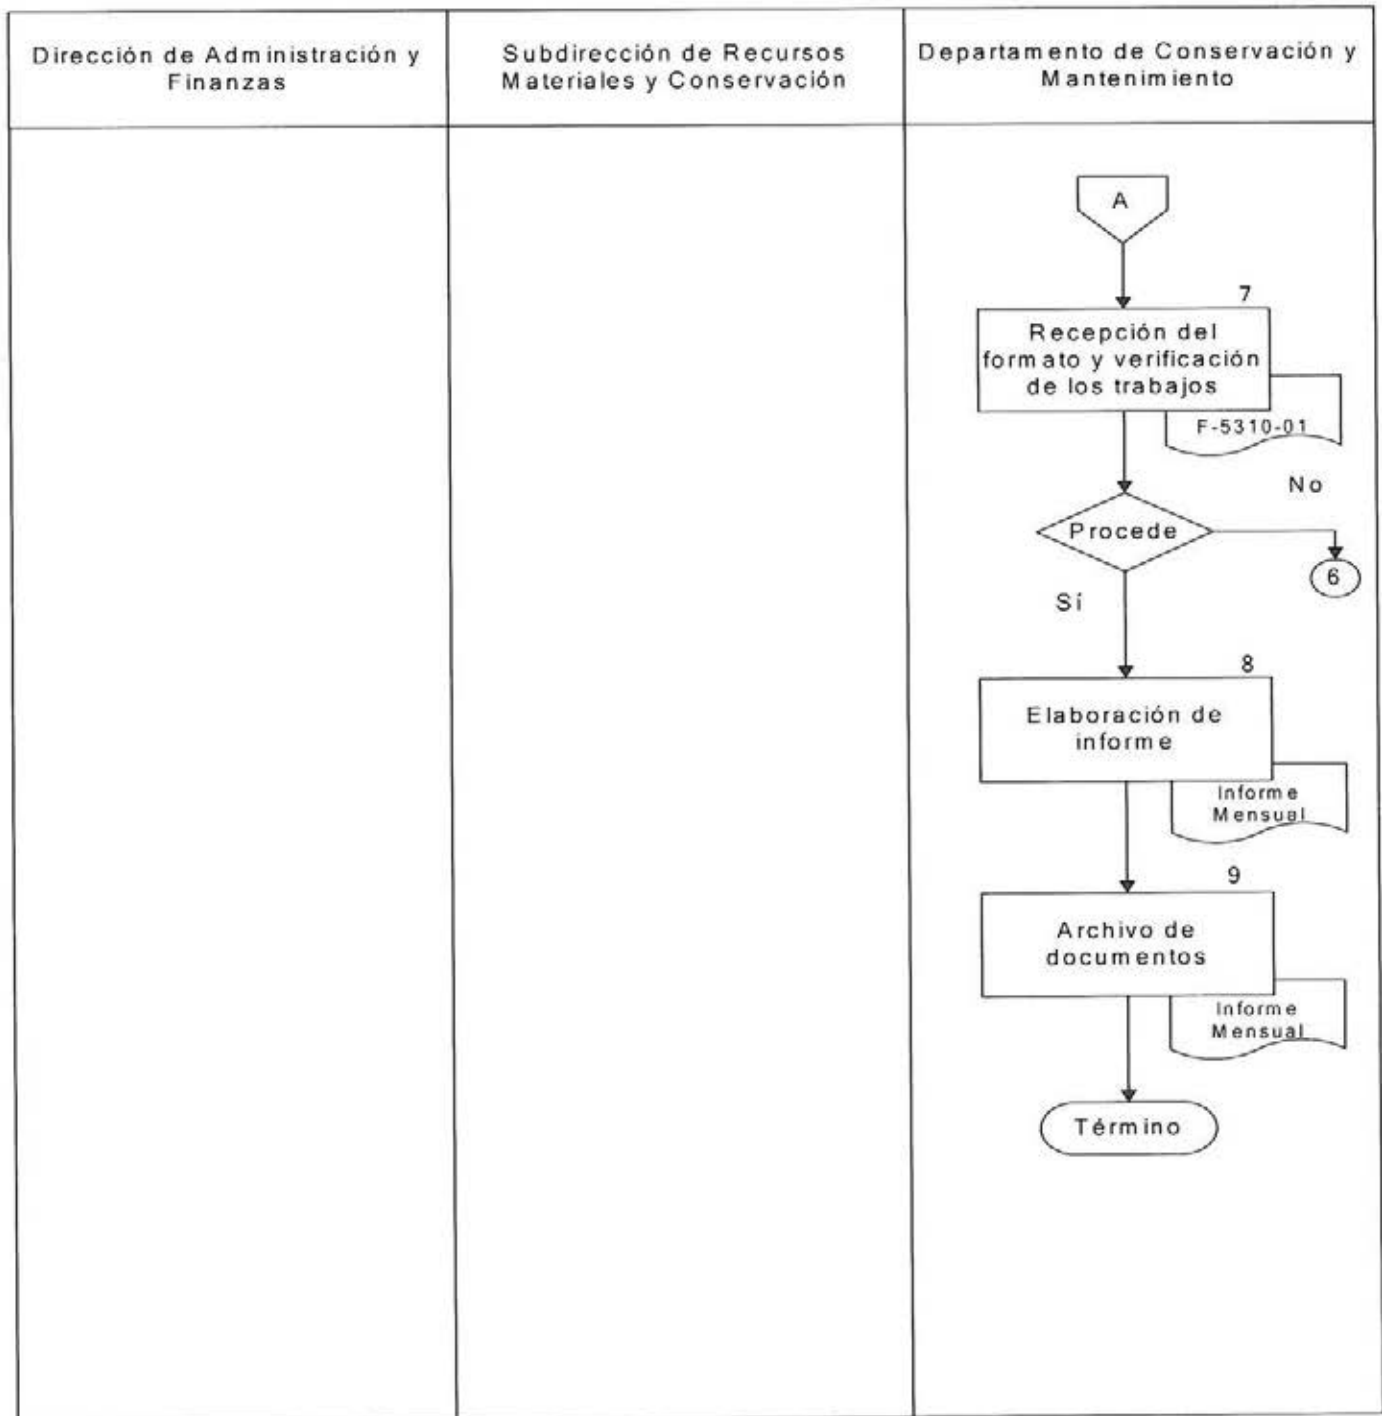 Dirección de Administración y
Finanzas
Subdirección de Recursos
Materiales y Conservación
Departamento de Conservación y
Mantenimiento
A
7
Recepción del
formato y verificación
de los trabajos
F-5310-01
No
Procede
6
Sí
8
Elaboración de
informe
Informe
Mensual
9
Archivo de
documentos
Informe
Mensual
Término